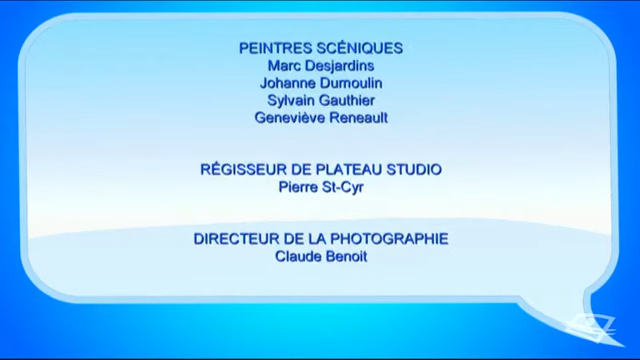 PEINTRES SCÉNIQUES
Marc Desjardins
Johanne Dumoulin
Sylvain Gauthier
Geneviève Reneault
RÉGISSEUR DE PLATEAU STUDIO
Pierre St-Cyr
DIRECTEUR DE LA PHOTOGRAPHIE
Claude Benoit